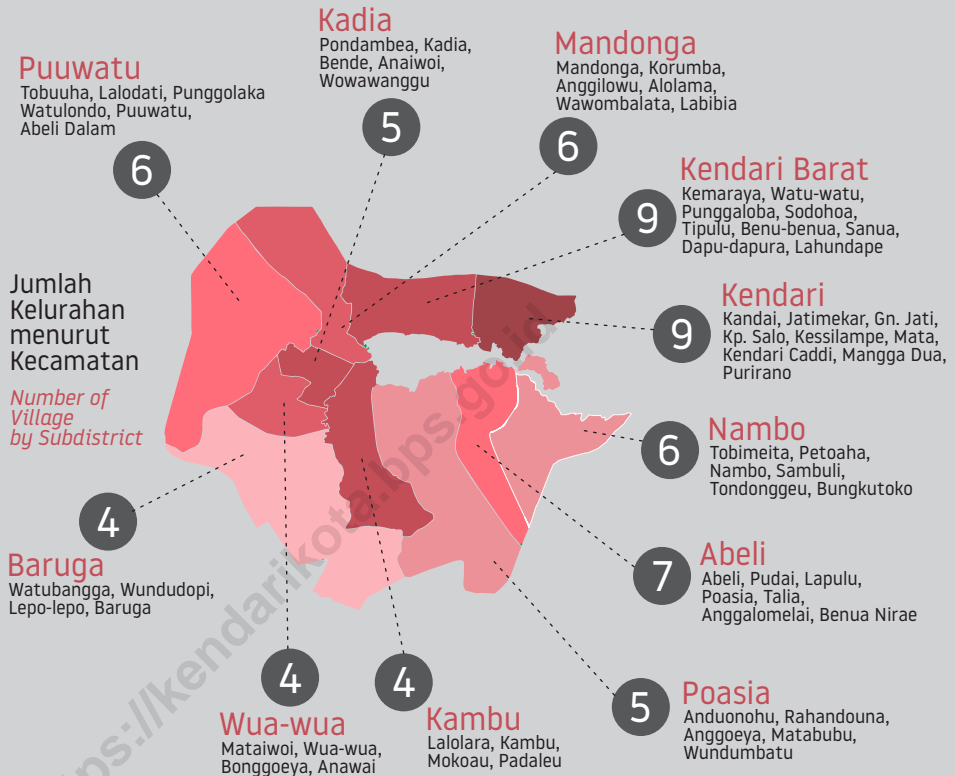 Kadia
Pondambea, Kadia,
Bende, Anaiwoi,
Wowawanggu
5
Mandonga
Mandonga, Korumba,
Anggilowu, Alolama,
Wawombalata, Labibia
6
Puuwatu
Tobuuha, Lalodati, Punggolaka
Watulondo, Puuwatu,
Abeli Dalam
6
Kendari Barat
Kemaraya, Watu-watu,
Punggaloba, Sodohoa,
Tipulu, Benu-benua, Sanua,
Dapu-dapura, Lahundape
9
Jumlah
Kelurahan
menurut
Kecamatan
Number of
Village
by Subdistrict
Kendari
Kandai, Jatimekar, Gn. Jati,
Kp. Salo, Kessilampe, Mata,
Kendari Caddi, Mangga Dua,
Purirano
9
Nambo
Tobimeita, Petoaha,
Nambo, Sambuli,
Tondonggeu, Bungkutoko
6
4
Baruga
Watubangga, Wundudopi,
Lepo-lepo, Baruga
Abeli
Abeli, Pudai, Lapulu,
Poasia, Talia,
Anggalomelai, Benua Nirae
7
4
Wua-wua
Mataiwoi, Wua-wua,
Bonggoeya, Anawai
4
Kambu
Lalolara, Kambu,
Mokoau, Padaleu
5
Poasia
Anduonohu, Rahandouna,
Anggoeya, Matabubu,
Wundumbatu
ps://kendarikota.bps.go.id